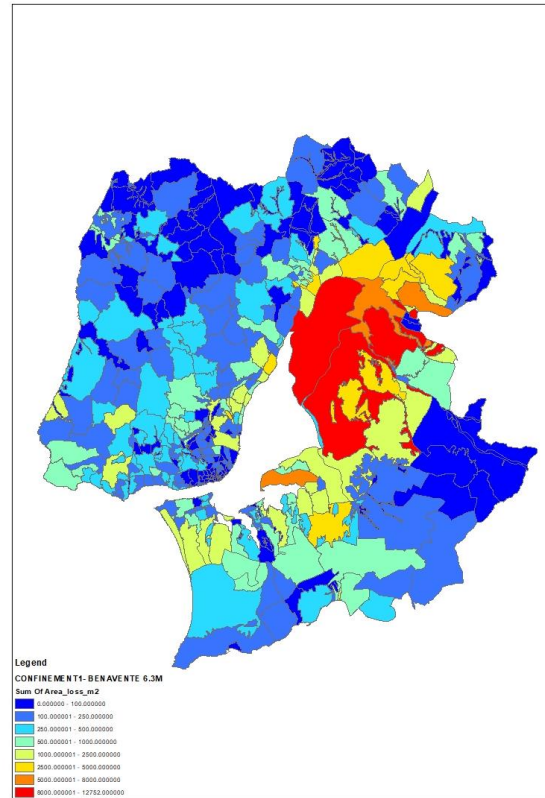 Legend
CONFINEMENT1- BENAVENTE 6.3M
Sum Of Area_loss_m2
0.000000 - 100.000000
100.000001 - 250.000000
250.000001 - 500.000000
500.000001 - 1000.000000
1000.000001 - 2500.000000
2500.000001 - 5000.000000
5000.000001 - 8000.000000
8000.000001 - 12752.000000